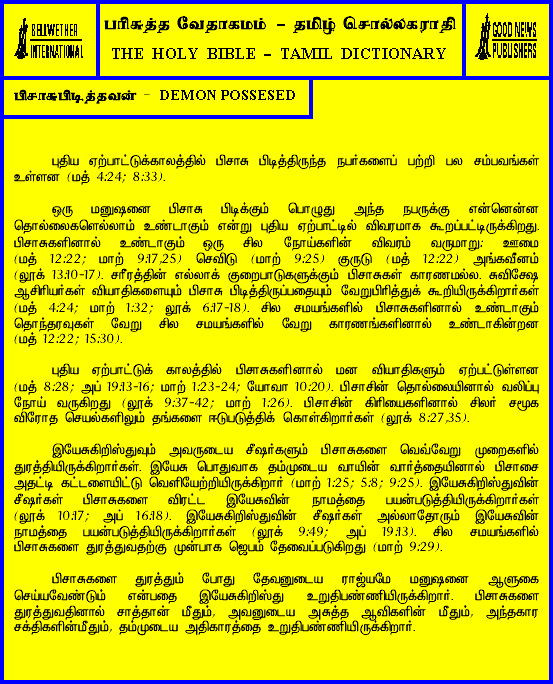 BELLWETHER
INTERNATIONAL
பரிசுத்த வேதாகமம் – தமிழ் சொல்லகராதி
THE HOLY BIBLE – TAMIL DICTIONARY
GOOD NEWS
PUBLISHERS
பிசாசுபிடித்தவன் – DEMON POSSESED
புதிய ஏற்பாட்டுக்காலத்தில் பிசாசு பிடித்திருந்த நபர்களைப் பற்றி பல சம்பவங்கள்
உள்ளன (மத் 4:24; 8:33).
ஒரு மனுஷனை பிசாசு பிடிக்கும் பொழுது அந்த நபருக்கு என்னென்ன
தொல்லைகளெல்லாம் உண்டாகும் என்று புதிய ஏற்பாட்டில் விவரமாக கூறப்பட்டிருக்கிறது.
பிசாசுகளினால் உண்டாகும் ஒரு சில நோய்களின் விவரம் வருமாறு: ஊமை
(மத் 12:22; மாற் 9:17,25) செவிடு (மாற் 9:25) குருடு (மத் 12:22) அங்கவீனம்
(லூக் 13:10-17). சரீரத்தின் எல்லாக் குறைபாடுகளுக்கும் பிசாசுகள் காரணமல்ல. சுவிசேஷ
ஆசிரியர்கள் வியாதிகளையும் பிசாசு பிடித்திருப்பதையும் வேறுபிரித்துக் கூறியிருக்கிறார்கள்
(மத் 4:24; மாற் 1:32; லூக் 6:17-18). சில சமயங்களில் பிசாசுகளினால் உண்டாகும்
தொந்தரவுகள் வேறு சில சமயங்களில் வேறு காரணங்களினால் உண்டாகின்றன
(மத் 12:22; 15:30).
புதிய ஏற்பாட்டுக் காலத்தில் பிசாசுகளினால் மன வியாதிகளும் ஏற்பட்டுள்ளன
(மத் 8:28; அப் 19:13-16; மாற் 1:23-24; யோவா 10:20). பிசாசின் தொல்லையினால் வலிப்பு
நோய் வருகிறது (லூக் 9:37-42; மாற் 1:26). பிசாசின் கிரியைகளினால் சிலர் சமூக
விரோத செயல்களிலும் தங்களை ஈடுபடுத்திக் கொள்கிறார்கள் (லூக் 8:27,35).
இயேசுகிறிஸ்துவும் அவருடைய சீஷர்களும் பிசாசுகளை வெவ்வேறு முறைகளில்
துரத்தியிருக்கிறார்கள். இயேசு பொதுவாக தம்முடைய வாயின் வார்த்தையினால் பிசாசை
அதட்டி கட்டளையிட்டு வெளியேற்றியிருக்கிறார் (மாற் 1:25; 5:8; 9:25). இயேசுகிறிஸ்துவின்
சீஷர்கள் பிசாசுகளை விரட்ட இயேசுவின் நாமத்தை பயன்படுத்தியிருக்கிறார்கள்
(லூக் 10:17; அப் 16:18). இயேசுகிறிஸ்துவின் சீஷர்கள் அல்லாதோரும் இயேசுவின்
நாமத்தை பயன்படுத்தியிருக்கிறார்கள் (லூக் 9:49; அப் 19:13). சில சமயங்களில்
பிசாசுகளை துரத்துவதற்கு முன்பாக ஜெபம் தேவைப்படுகிறது (மாற் 9:29).
பிசாசுகளை துரத்தும் போது தேவனுடைய ராஜ்யமே மனுஷனை ஆளுகை
செய்யவேண்டும் என்பதை இயேசுகிறிஸ்து உறுதிபண்ணியிருக்கிறார். பிசாசுகளை
துரத்துவதினால் சாத்தான் மீதும், அவனுடைய அசுத்த ஆவிகளின் மீதும், அந்தகார
சக்திகளின்மீதும், தம்முடைய அதிகாரத்தை உறுதிபண்ணியிருக்கிறார்.